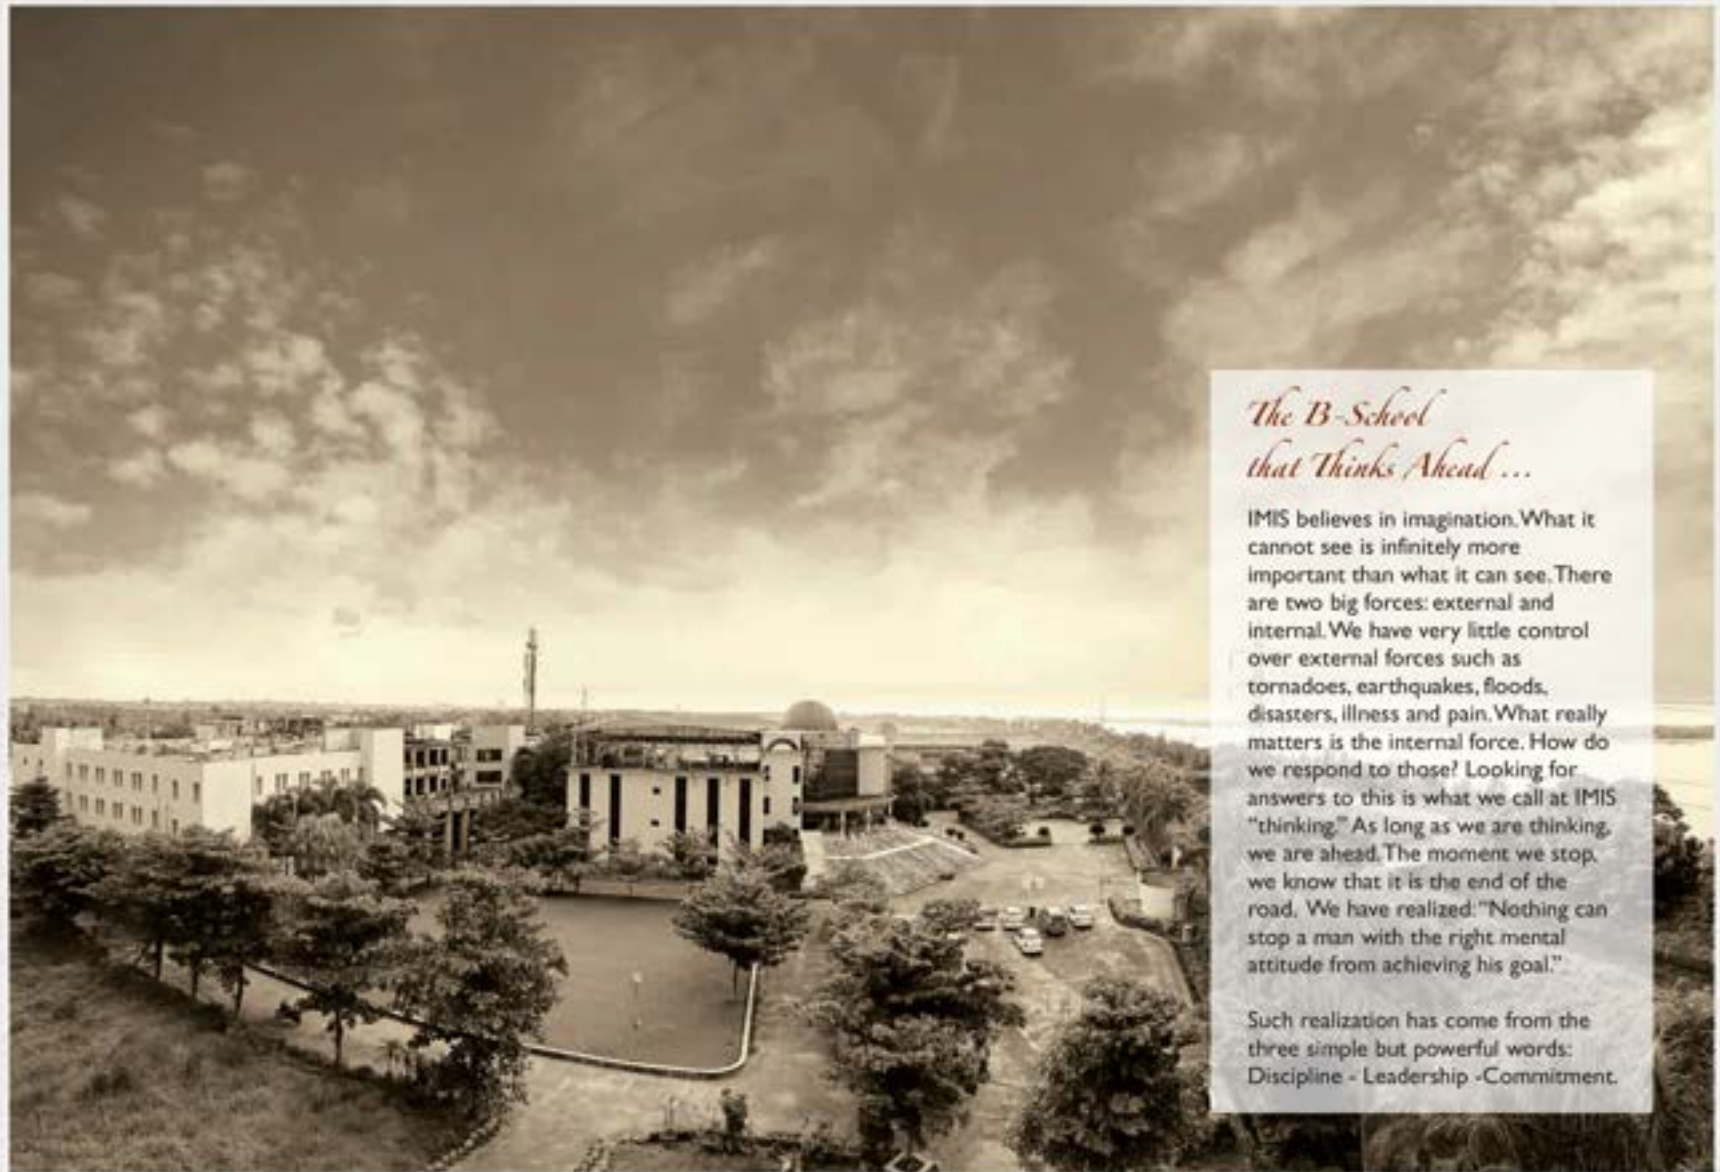 The B-School
that Thinks Ahead ...
IMIS believes in imagination. What it
cannot see is infinitely more
important than what it can see. There
are two big forces: external and
internal. We have very little control
over external forces such as
tornadoes, earthquakes, floods,
disasters, illness and pain. What really
matters is the internal force. How do
we respond to those? Looking for
answers to this is what we call at IMIS
“thinking.” As long as we are thinking,
we are ahead. The moment we stop,
we know that it is the end of the
road. We have realized: “Nothing can
stop a man with the right mental
attitude from achieving his goal.”
Such realization has come from the
three simple but powerful words:
Discipline - Leadership -Commitment.